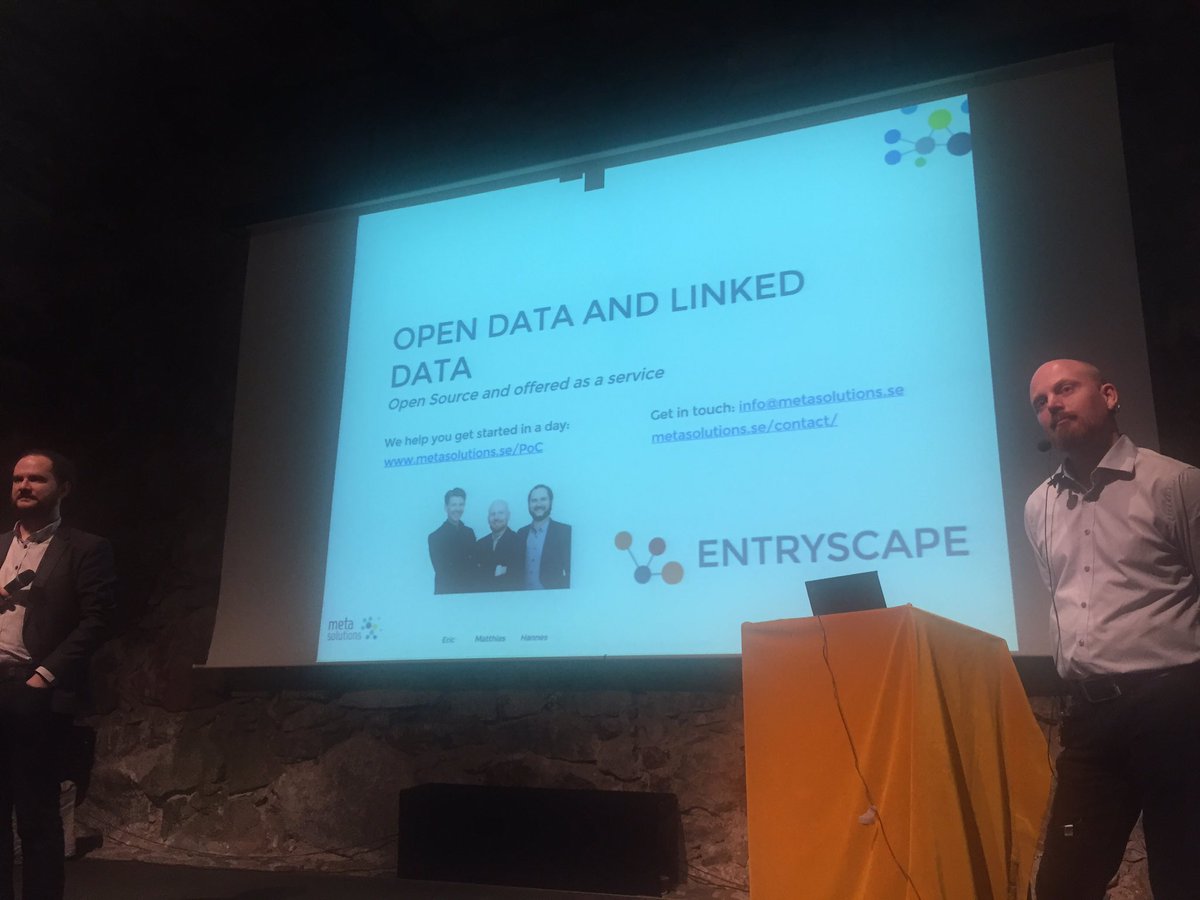 OPEN DATA AND LINKED
DATA
Open Source and offered as a service
We help you get started in a day:
www.metasolutions.se/PoC
Get in touch: info@metasolutions.se
metasolutions.se/contact/
ENTRYSCAPE
meta
solutions
Eric Matthias Hannes